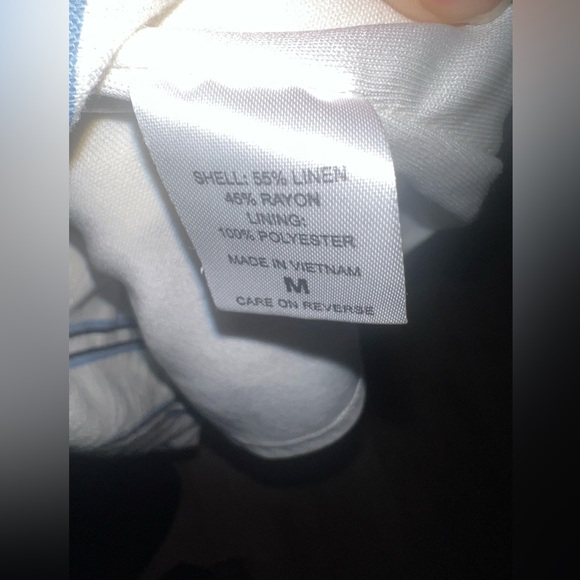 SHELL: 55% LINEN
45% RAYON
LINING:
100% POLYESTER
MADE IN VIETNAM
M
CARE ON REVERSE